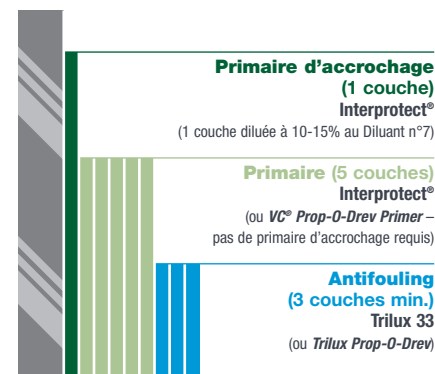 Primaire d'accrochage
(1 couche)
Interprotect®
(1 couche diluée à 10-15% au Diluant n°7)
Primaire (5 couches)
Interprotect®
(ou VC® Prop-O-Drev Primer –
pas de primaire d'accrochage requis)
Antifouling
(3 couches min.)
Trilux 33
(ou Trilux Prop-O-Drev)